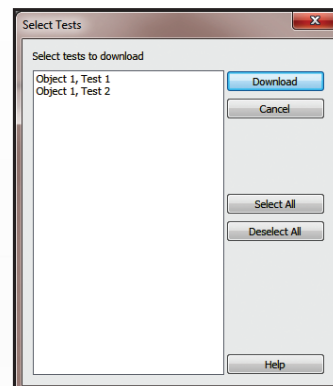 Select Tests
Select tests to download
Object 1, Test 1
Object 1, Test 2
Download
Cancel
Select All
Deselect All
Help